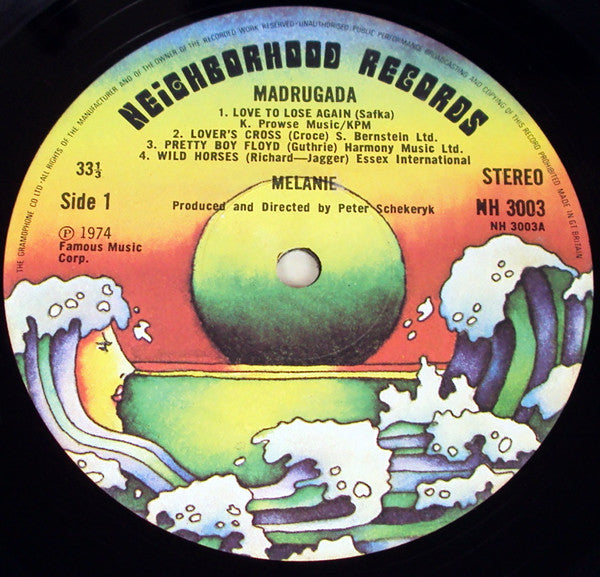 THE GRAMOPHONE CO LTD·ALL RIGHTS OF THE MANUFACTURER AND OF THE OWNER OF THE RECORDED WORK RESERVED·UNAUTHORISED PUBLIC PERFORMANCE BROADCASTING AND COPYING OF THIS RECORD PROHIBITED MADE IN GT BRITAIN
NEiGHBORHOOD RECORDS
MADRUGADA
1. LOVE TO LOSE AGAIN (Safka)
K. Prowse Music/KPM
2. LOVER'S CROSS (Croce) S. Bernstein Ltd.
3. PRETTY BOY FLOYD (Guthrie) Harmony Music Ltd.
4. WILD HORSES (Richard—Jagger) Essex International
33⅓
MELANIE
STEREO
Side 1
Produced and Directed by Peter Schekeryk
NH 3003
NH 3003A
Ⓟ 1974
Famous Music
Corp.